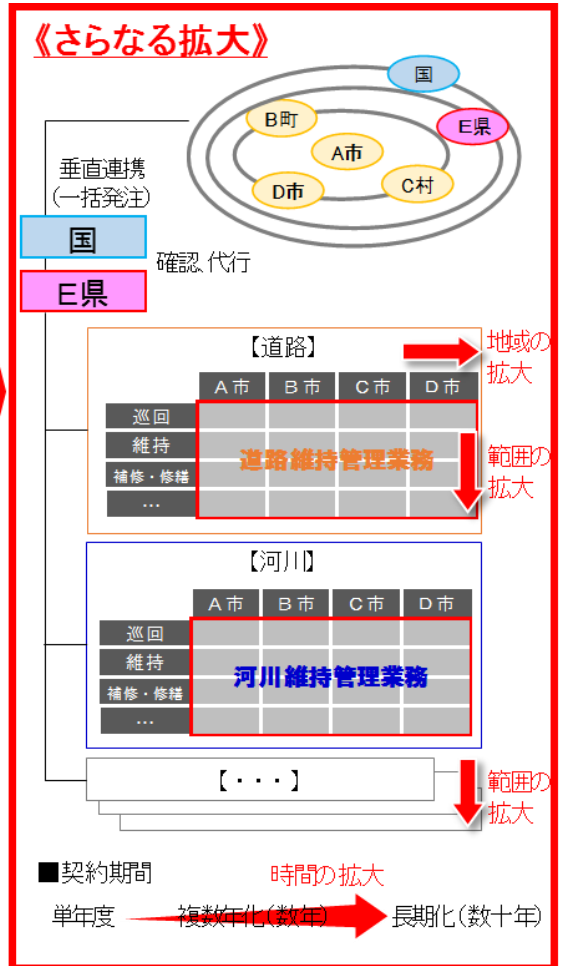 《さらなる拡大》
国
B町
E県
A市
D市
C村
垂直連携
(一括発注)
国
E県
確認、代行
【道路】
地域の
拡大
A市 B市 C市 D市
巡回
維持
補修・修繕
…
道路維持管理業務
範囲の
拡大
【河川】
A市 B市 C市 D市
巡回
維持
補修・修繕
…
河川維持管理業務
【・・・】
範囲の
拡大
■契約期間
時間の拡大
単年度 複数年化(数年) 長期化(数十年)